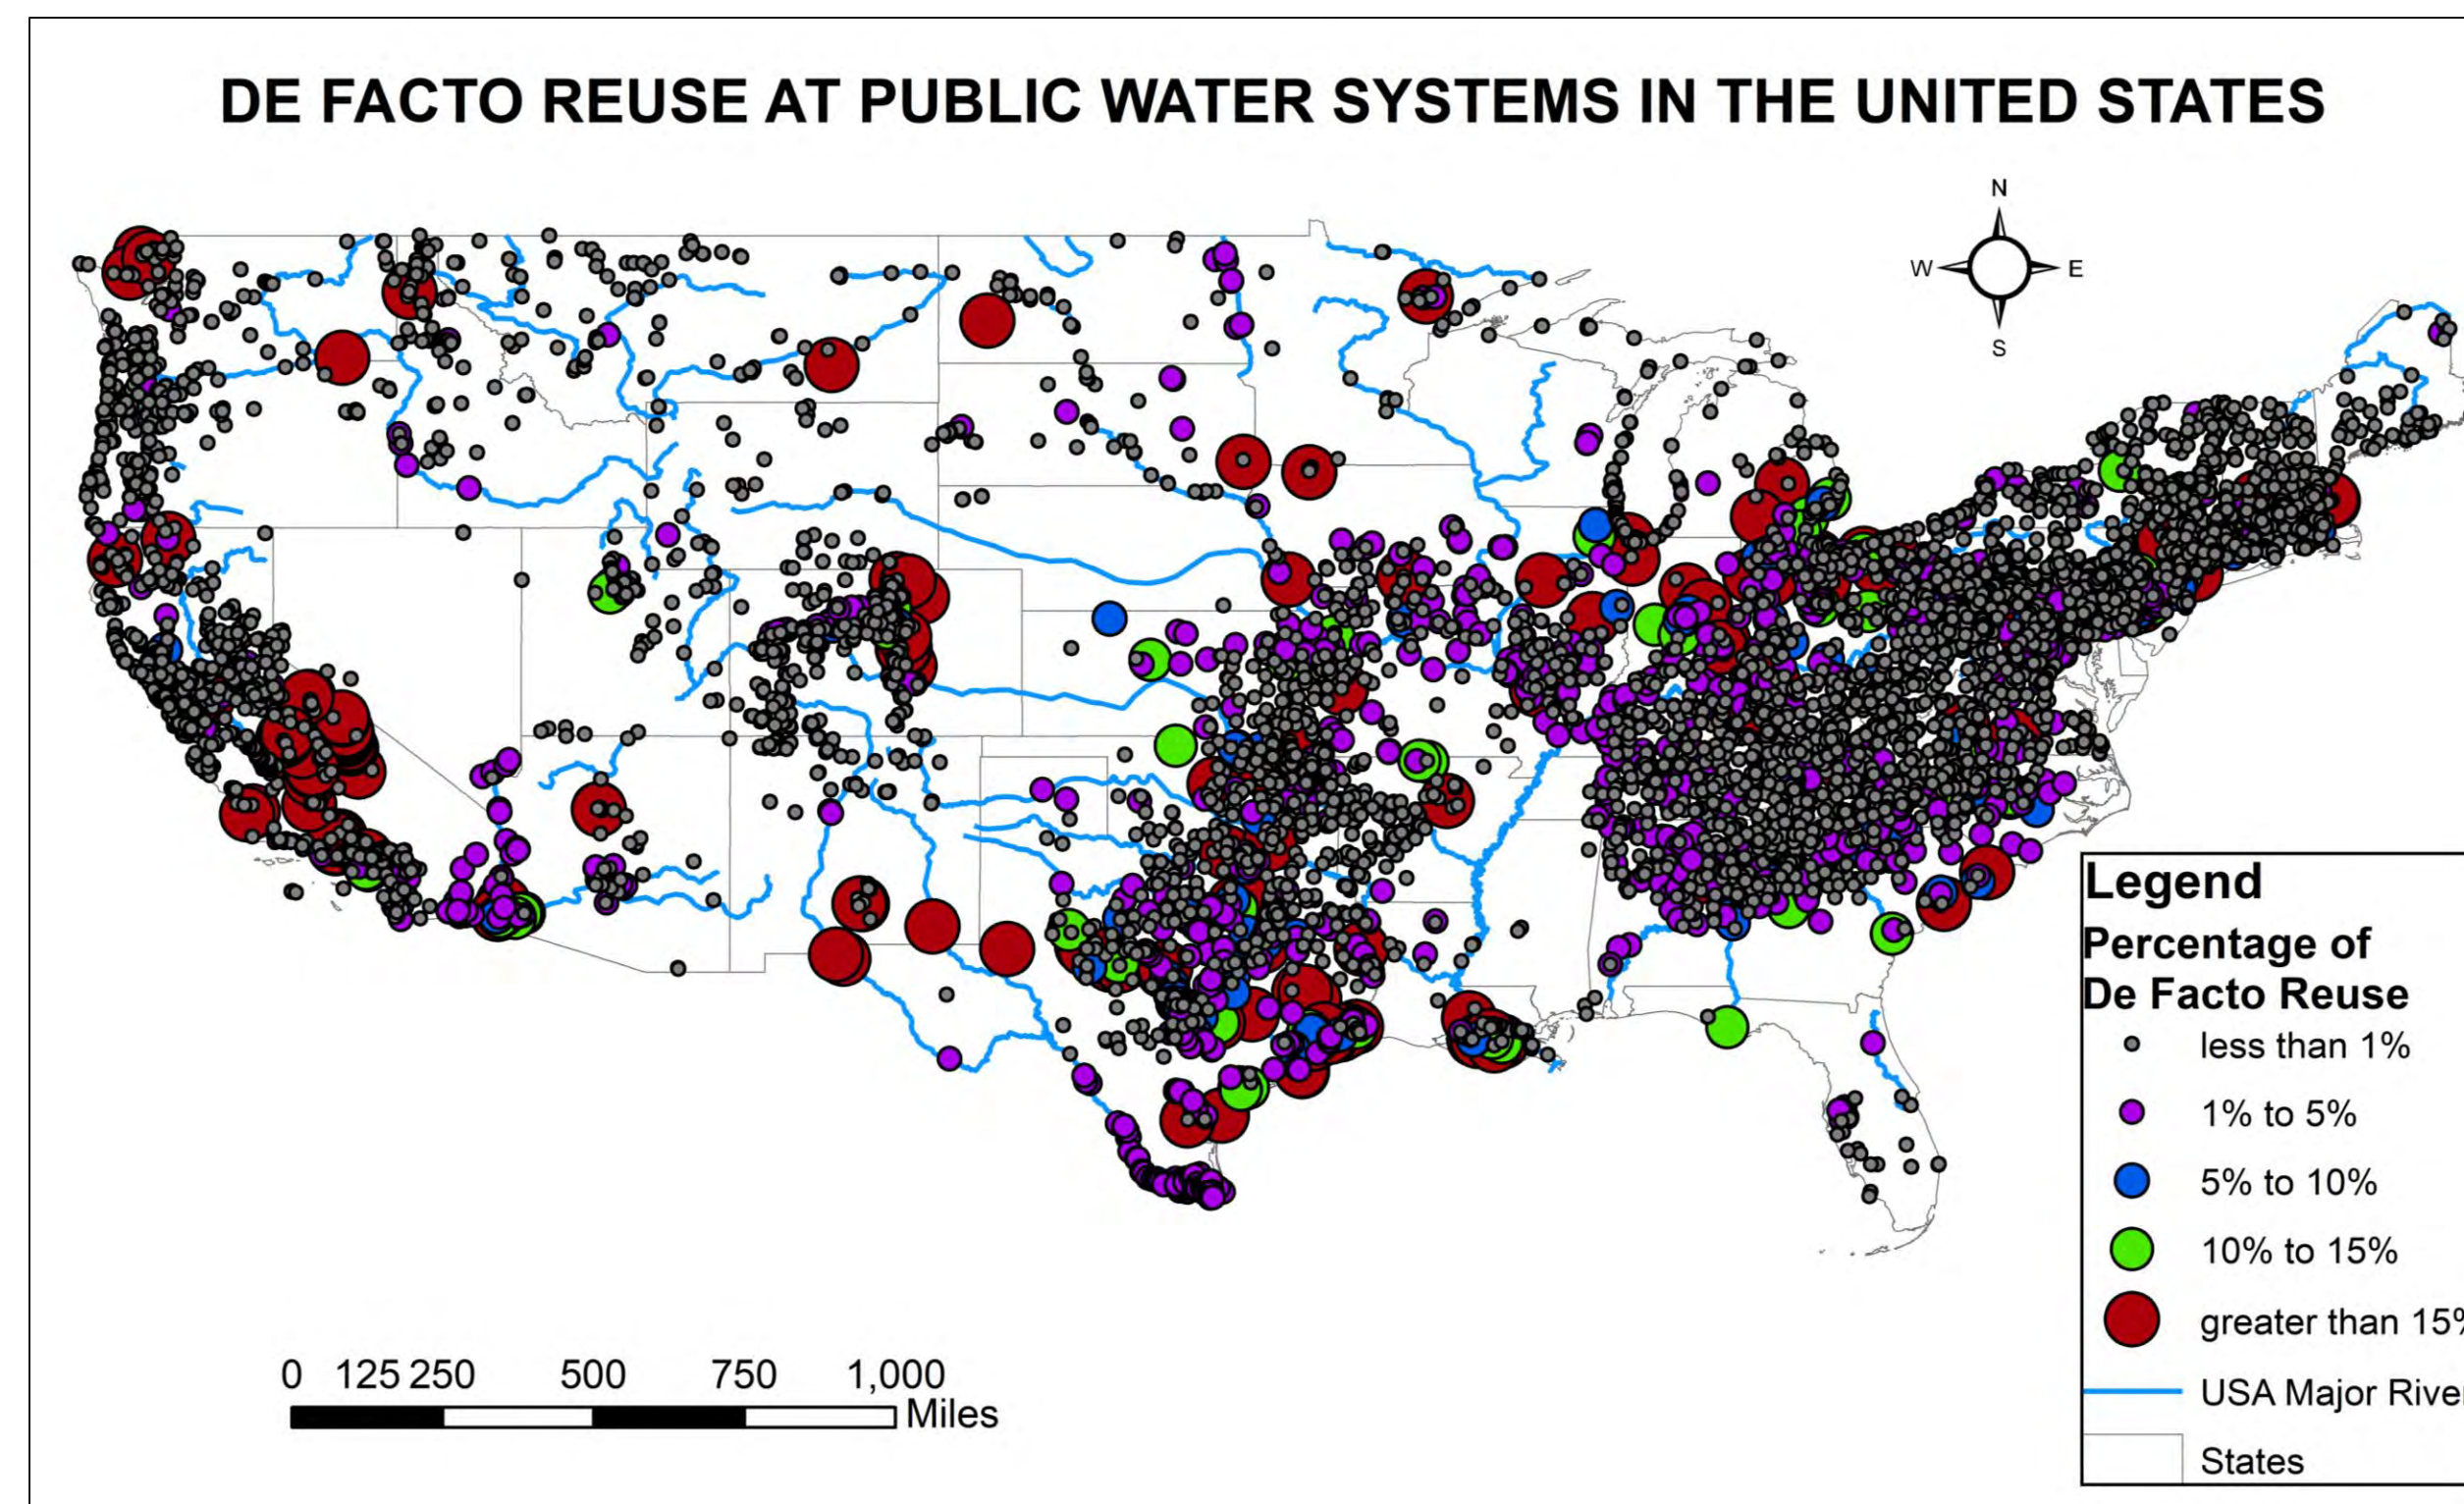 DE FACTO REUSE AT PUBLIC WATER SYSTEMS IN THE UNITED STATES
N
W E
S
Legend
Percentage of
De Facto Reuse
less than 1%
1% to 5%
5% to 10%
10% to 15%
greater than 15%
USA Major River
States
0 125 250 500 750 1,000
Miles